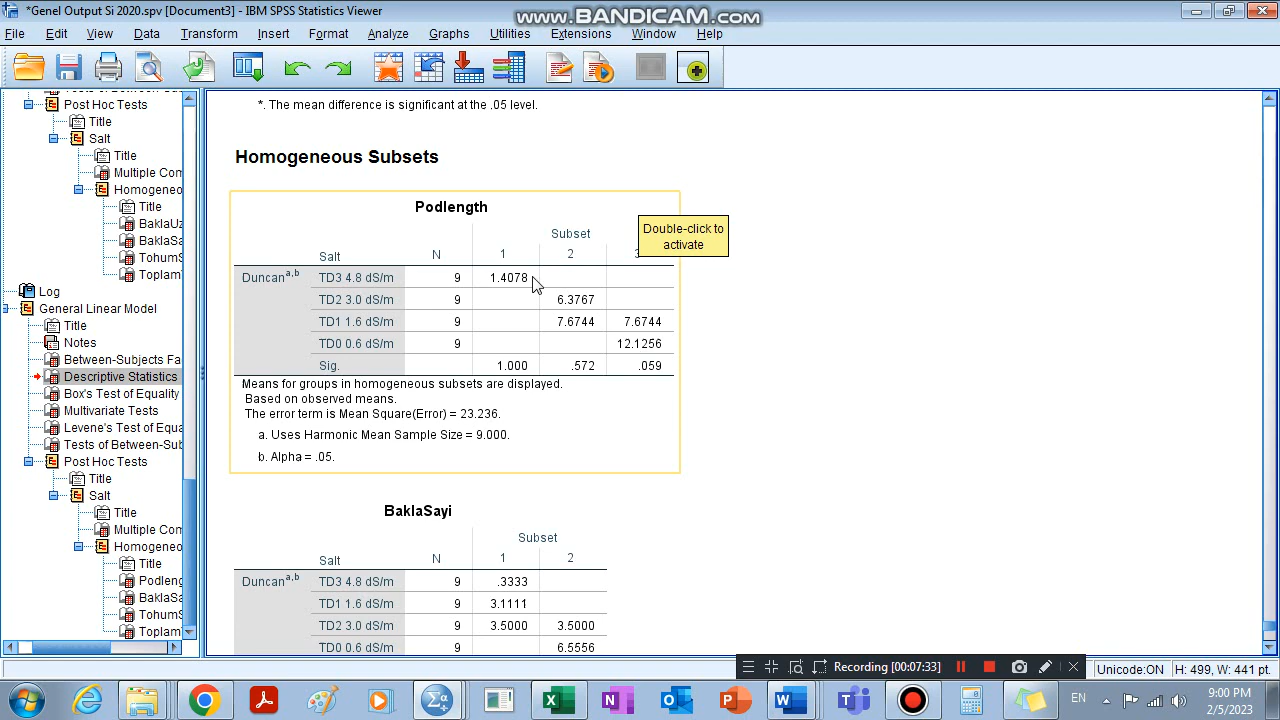 *Genel Output Si 2020.spv [Document3] - IBM SPSS Statistics Viewer
www.BANDICAM.com
File Edit View Data Transform Insert Format Analyze Graphs Utilities Extensions Window Help
Post Hoc Tests
Title
Salt
Title
Multiple Com
Homogeneo
Title
BaklaUz
BaklaSa
TohumS
Toplam
Log
General Linear Model
Title
Notes
Between-Subjects Fa
Descriptive Statistics
Box's Test of Equality
Multivariate Tests
Levene's Test of Equa
Tests of Between-Sub
Post Hoc Tests
Title
Salt
Title
Multiple Com
Homogeneo
Title
Podleng
BaklaSa
TohumS
Toplam
*. The mean difference is significant at the .05 level.
Homogeneous Subsets
Podlength
Subset
Salt N 1 2 3
Duncan a,b TD3 4.8 dS/m 9 1.4078
TD2 3.0 dS/m 9 6.3767
TD1 1.6 dS/m 9 7.6744 7.6744
TD0 0.6 dS/m 9 12.1256
Sig. 1.000 .572 .059
Means for groups in homogeneous subsets are displayed.
Based on observed means.
The error term is Mean Square(Error) = 23.236.
a. Uses Harmonic Mean Sample Size = 9.000.
b. Alpha = .05.
Double-click to
activate
BaklaSayi
Subset
Salt N 1 2
Duncan a,b TD3 4.8 dS/m 9 .3333
TD1 1.6 dS/m 9 3.1111
TD2 3.0 dS/m 9 3.5000 3.5000
TD0 0.6 dS/m 9 6.5556
Recording [00:07:33]
Unicode:ON H: 499, W: 441 pt.
EN
9:00 PM
2/5/2023